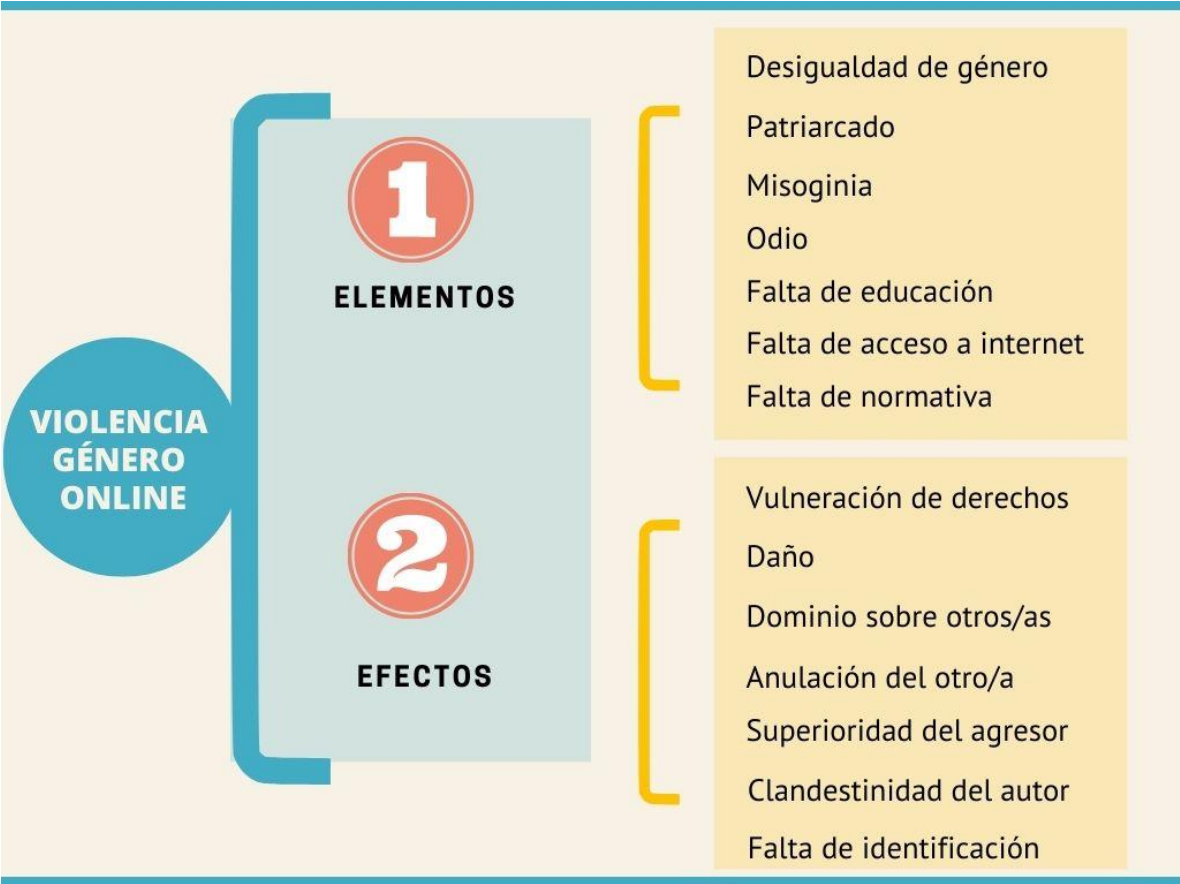 VIOLENCIA
GÉNERO
ONLINE
1
ELEMENTOS
Desigualdad de género
Patriarcado
Misoginia
Odio
Falta de educación
Falta de acceso a internet
Falta de normativa
2
EFECTOS
Vulneración de derechos
Daño
Dominio sobre otros/as
Anulación del otro/a
Superioridad del agresor
Clandestinidad del autor
Falta de identificación